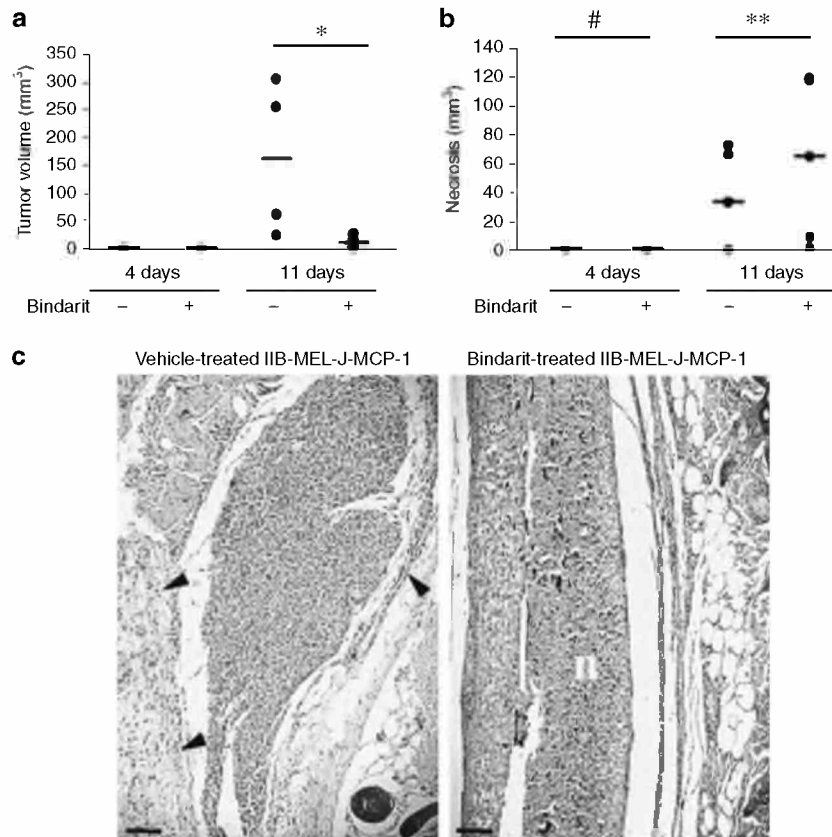 a
b
*
#
**
Tumor volume (mm³)
350
300
250
200
150
100
50
0
Necrosis (mm³)
140
120
100
80
60
40
20
0
4 days
11 days
4 days
11 days
Bindarit
–
+
–
+
Bindarit
–
+
–
+
c
Vehicle-treated IIB-MEL-J-MCP-1
Bindarit-treated IIB-MEL-J-MCP-1
n